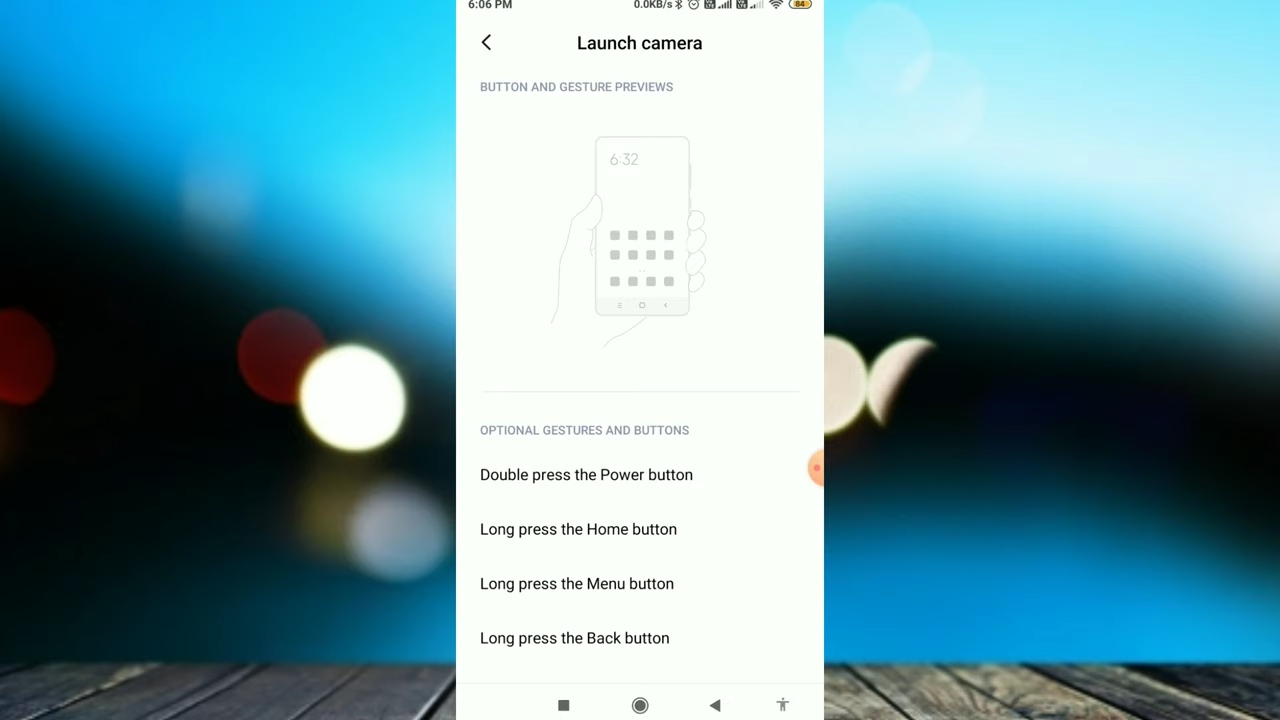 6:06 PM
0.0KB/s
84
Launch camera
BUTTON AND GESTURE PREVIEWS
6:32
OPTIONAL GESTURES AND BUTTONS
Double press the Power button
Long press the Home button
Long press the Menu button
Long press the Back button